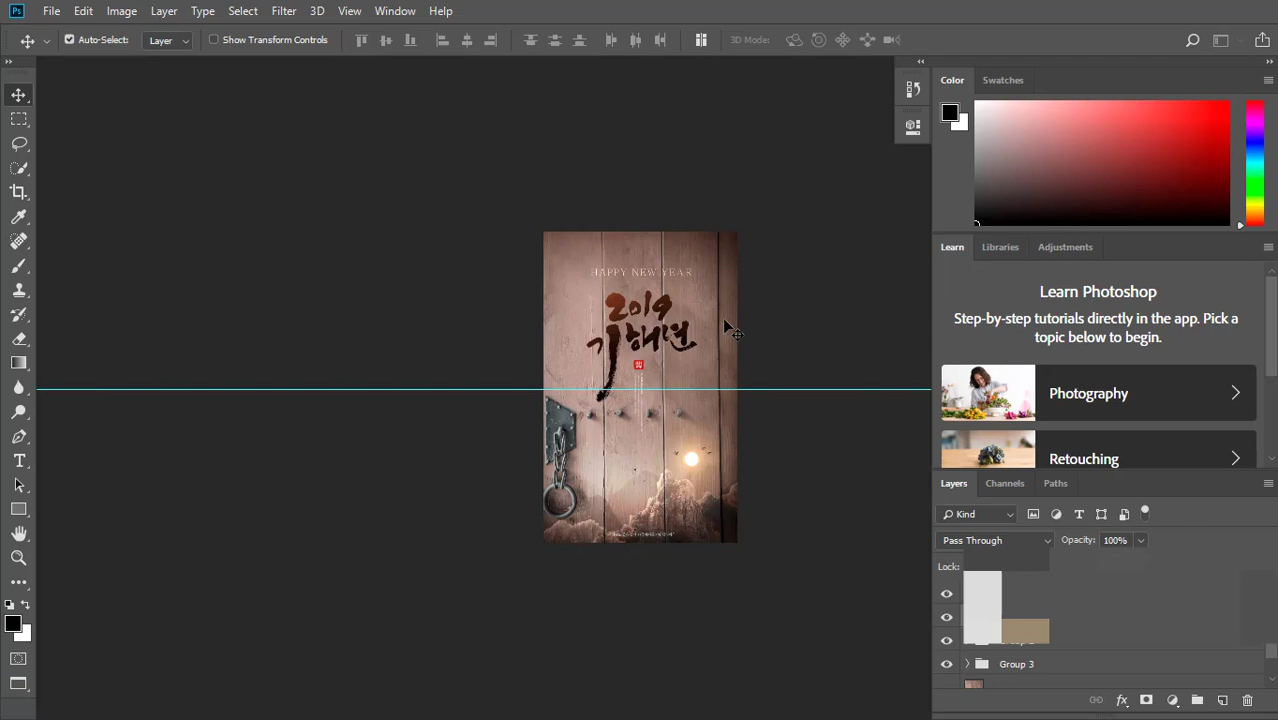 Ps File Edit Image Layer Type Select Filter 3D View Window Help
Auto-Select: Layer Show Transform Controls 3D Mode:
Color Swatches
HAPPY NEW YEAR
2019
기해년
Learn Libraries Adjustments
Learn Photoshop
Step-by-step tutorials directly in the app. Pick a
topic below to begin.
Photography
Retouching
Layers Channels Paths
Kind
Pass Through Opacity: 100%
Lock:
Group 3